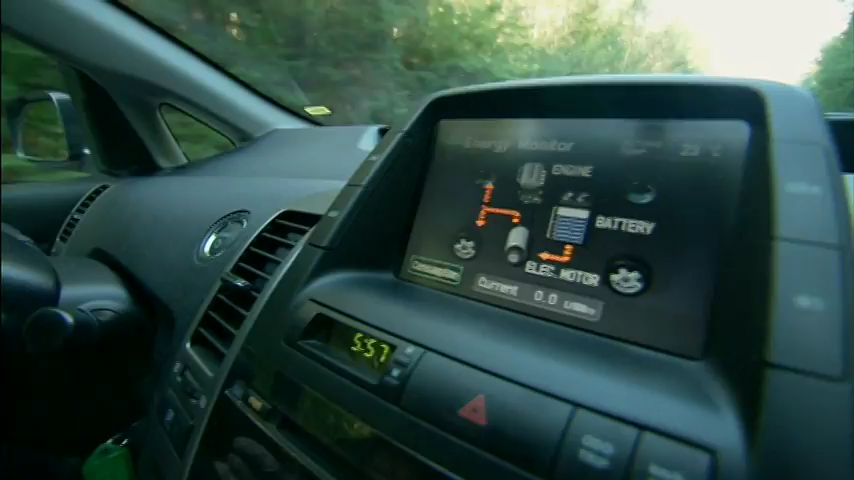 Energy Monitor
ENGINE
BATTERY
ELEC. MOTOR
Consumption
Current 0.0
5:57